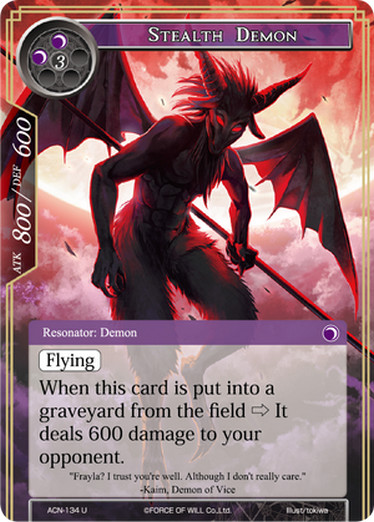 STEALTH DEMON
3
ATK 800 / DEF 600
Resonator: Demon
Flying
When this card is put into a
graveyard from the field ⇨ It
deals 600 damage to your
opponent.
"Frayla? I trust you're well. Although I don't really care."
-Kaim, Demon of Vice
ACN-134 U ©FORCE OF WILL Co.,Ltd. Illust/tokiwa